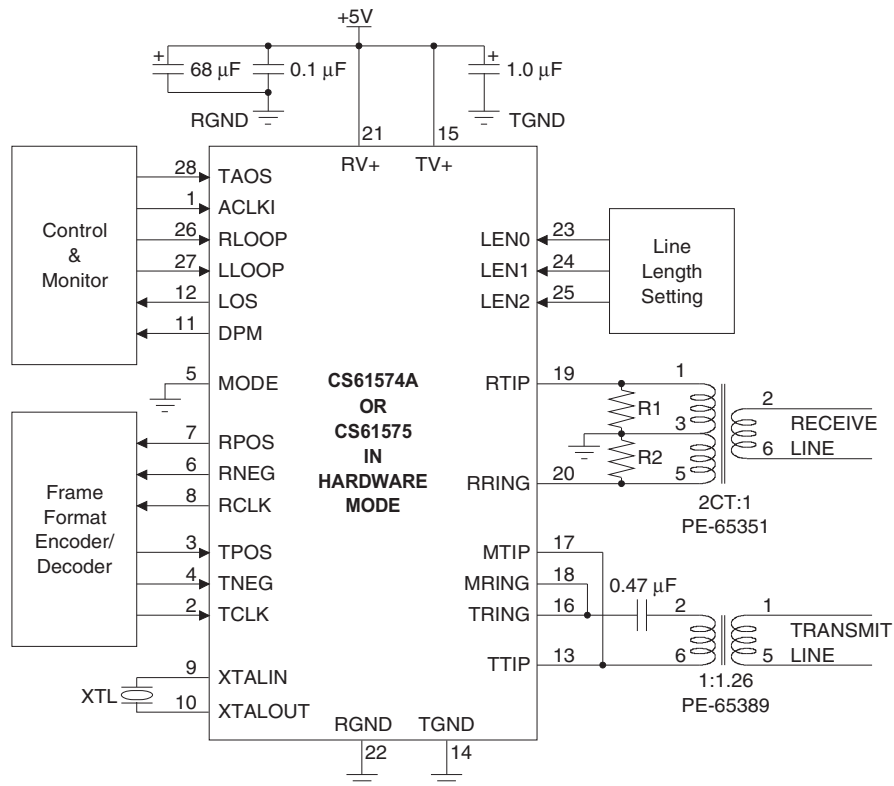 +5V
+
68 μF
0.1 μF
+
1.0 μF
RGND
TGND
21
15
RV+
TV+
Control
&
Monitor
28
TAOS
1
ACLKI
26
RLOOP
27
LLOOP
12
LOS
11
DPM
5
MODE
LEN0
23
LEN1
24
LEN2
25
Line
Length
Setting
CS61574A
OR
CS61575
IN
HARDWARE
MODE
Frame
Format
Encoder/
Decoder
7
RPOS
6
RNEG
8
RCLK
3
TPOS
4
TNEG
2
TCLK
XTL
9
XTALIN
10
XTALOUT
RTIP
19
R1
R2
RRING
20
1
3
5
2
6
RECEIVE
LINE
2CT:1
PE-65351
MTIP
17
MRING
18
TRING
16
TTIP
13
0.47 μF
2
6
1
5
TRANSMIT
LINE
1:1.26
PE-65389
RGND
TGND
22
14